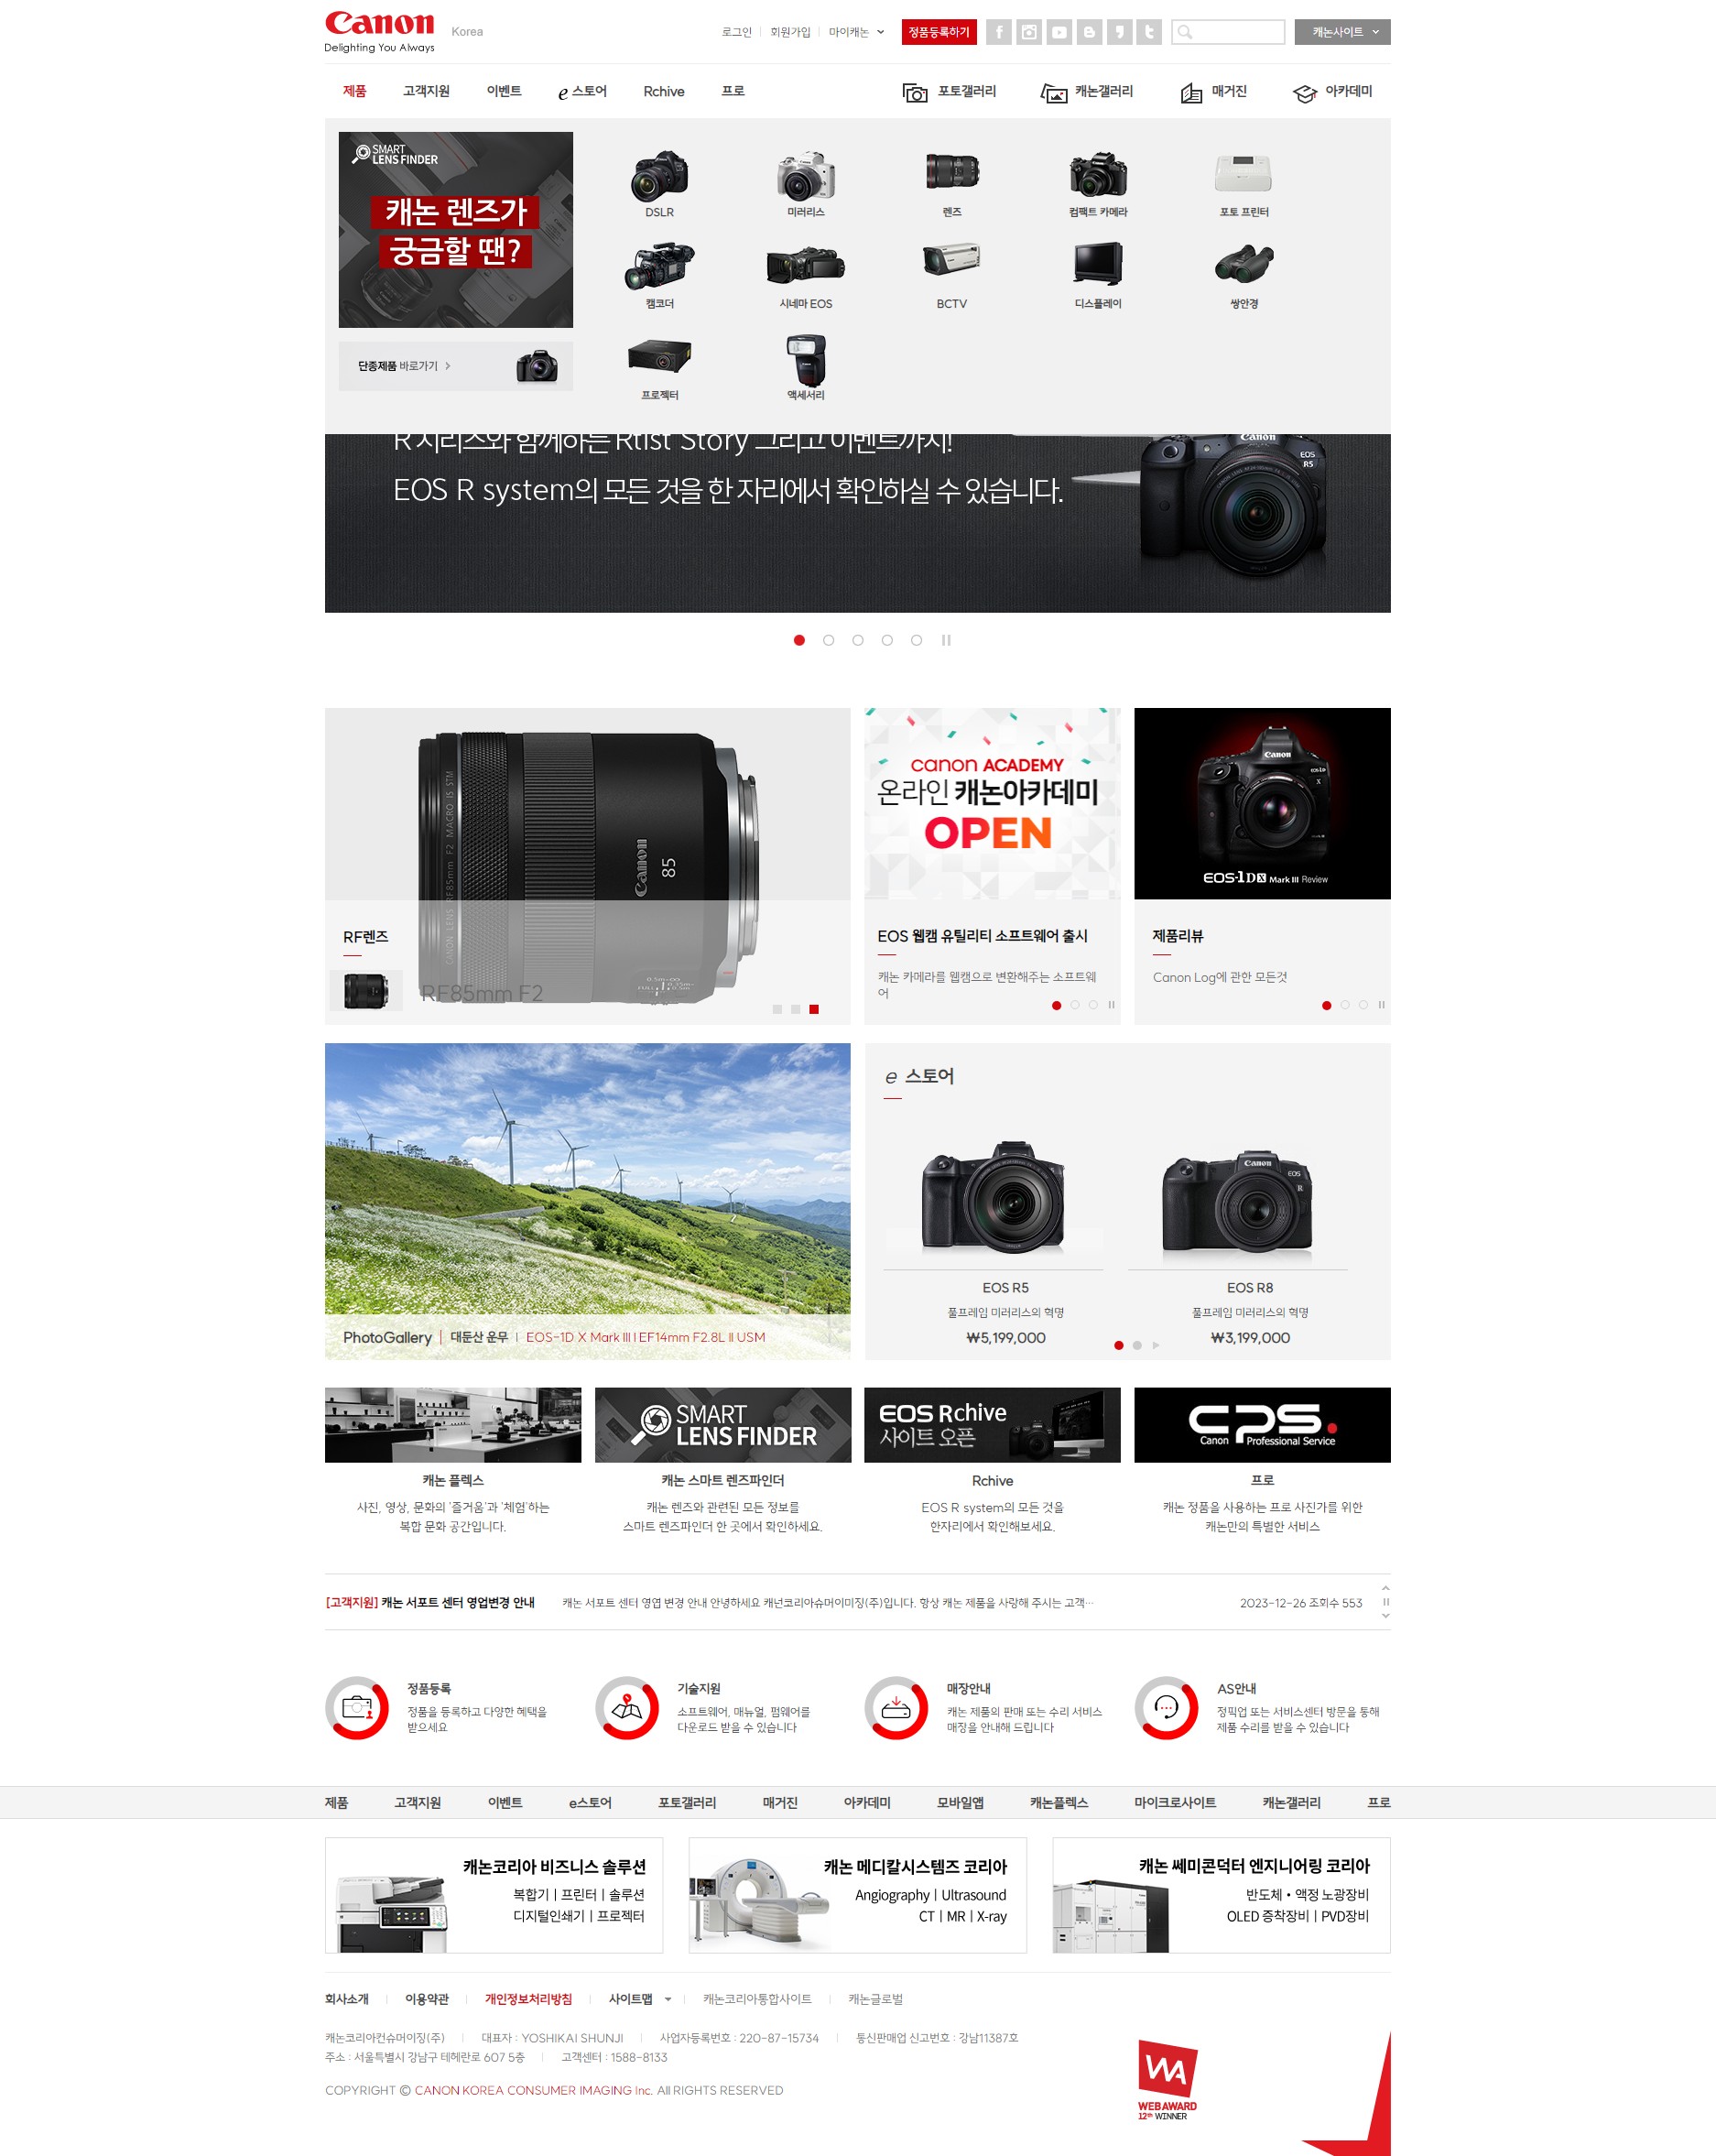 Canon
Delighting You Always
Korea
로그인 회원가입 마이캐논 정품등록하기 캐논사이트
제품 고객지원 이벤트 e 스토어 Rchive 프로 포토갤러리 캐논갤러리 매거진 아카데미
SMART
LENS FINDER
캐논 렌즈가
궁금할 땐?
단종제품 바로가기
DSLR 미러리스 렌즈 컴팩트 카메라 포토 프린터
캠코더 시네마 EOS BCTV 디스플레이 쌍안경
프로젝터 액세서리
R 시리즈와 함께하는 Rtist Story 그리고 이벤트까지!
EOS R system의 모든 것을 한 자리에서 확인하실 수 있습니다.
Canon
EOS
R5
CANON LENS RF85mm F2 MACRO IS STM
Canon
85
RF렌즈
RF85mm F2
canon ACADEMY
온라인 캐논아카데미
OPEN
EOS 웹캠 유틸리티 소프트웨어 출시
캐논 카메라를 웹캠으로 변환해주는 소프트웨
어
Canon
EOS-1D X Mark III Review
제품리뷰
Canon Log에 관한 모든것
PhotoGallery | 대둔산 운무 | EOS-1D X Mark III | EF14mm F2.8L II USM
e 스토어
Canon
EOS
R
EOS R5
풀프레임 미러리스의 혁명
₩5,199,000
EOS R8
풀프레임 미러리스의 혁명
₩3,199,000
SMART
LENS FINDER
EOS Rchive
사이트 오픈
CPS.
Canon Professional Service
캐논 플렉스
사진, 영상, 문화의 '즐거움'과 '체험'하는
복합 문화 공간입니다.
캐논 스마트 렌즈파인더
캐논 렌즈와 관련된 모든 정보를
스마트 렌즈파인더 한 곳에서 확인하세요.
Rchive
EOS R system의 모든 것을
한자리에서 확인해보세요.
프로
캐논 정품을 사용하는 프로 사진가를 위한
캐논만의 특별한 서비스
[고객지원] 캐논 서포트 센터 영업변경 안내 캐논 서포트 센터 영엽 변경 안내 안녕하세요 캐넌코리아슈머이미징(주)입니다. 항상 캐논 제품을 사랑해 주시는 고객… 2023-12-26 조회수 553
정품등록
정품을 등록하고 다양한 혜택을
받으세요
기술지원
소프트웨어, 매뉴얼, 펌웨어를
다운로드 받을 수 있습니다
매장안내
캐논 제품의 판매 또는 수리 서비스
매장을 안내해 드립니다
AS안내
정픽업 또는 서비스센터 방문을 통해
제품 수리를 받을 수 있습니다
제품 고객지원 이벤트 e스토어 포토갤러리 매거진 아카데미 모바일앱 캐논플렉스 마이크로사이트 캐논갤러리 프로
캐논코리아 비즈니스 솔루션
복합기 | 프린터 | 솔루션
디지털인쇄기 | 프로젝터
캐논 메디칼시스템즈 코리아
Angiography | Ultrasound
CT | MR | X-ray
캐논 쎄미콘덕터 엔지니어링 코리아
반도체 • 액정 노광장비
OLED 증착장비 | PVD장비
회사소개 이용약관 개인정보처리방침 사이트맵 캐논코리아통합사이트 캐논글로벌
캐논코리아컨슈머이징(주) 대표자 : YOSHIKAI SHUNJI 사업자등록번호 : 220-87-15734 통신판매업 신고번호 : 강남11387호
주소 : 서울특별시 강남구 테헤란로 607 5층 고객센터 : 1588-8133
COPYRIGHT © CANON KOREA CONSUMER IMAGING Inc. All RIGHTS RESERVED
WA
WEBAWARD
12th WINNER